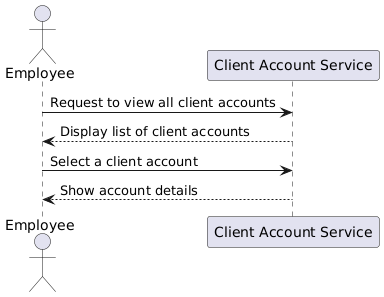 Employee
Client Account Service
Request to view all client accounts
Display list of client accounts
Select a client account
Show account details
Employee
Client Account Service